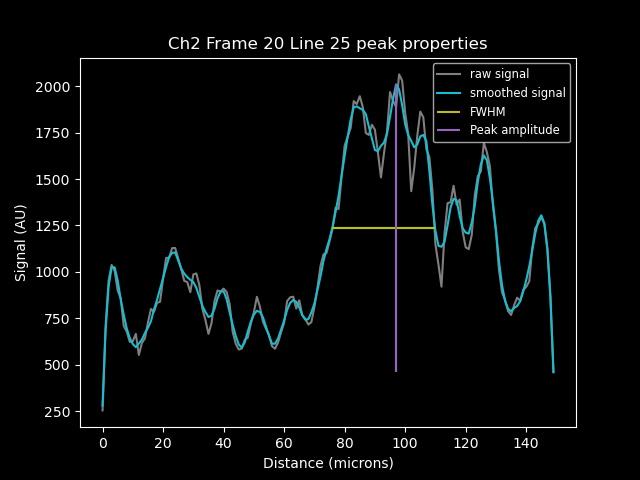 Ch2 Frame 20 Line 25 peak properties
raw signal
smoothed signal
FWHM
Peak amplitude
Signal (AU)
2000
1750
1500
1250
1000
750
500
250
0 20 40 60 80 100 120 140
Distance (microns)